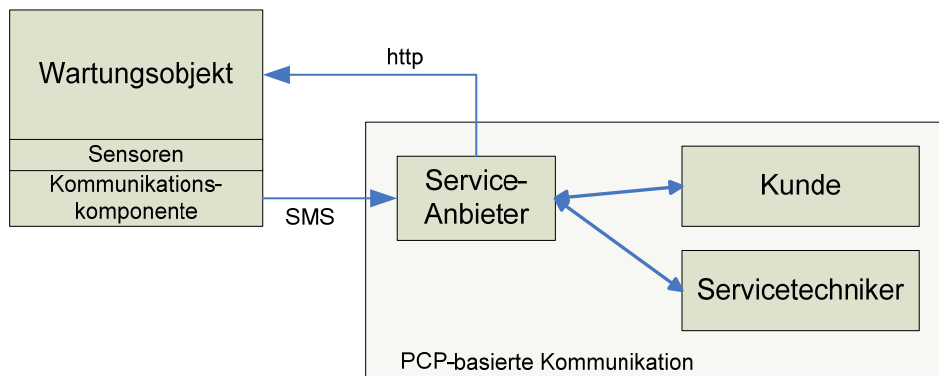 Wartungsobjekt
Sensoren
Kommunikations-
komponente
http
SMS
Service-
Anbieter
Kunde
Servicetechniker
PCP-basierte Kommunikation